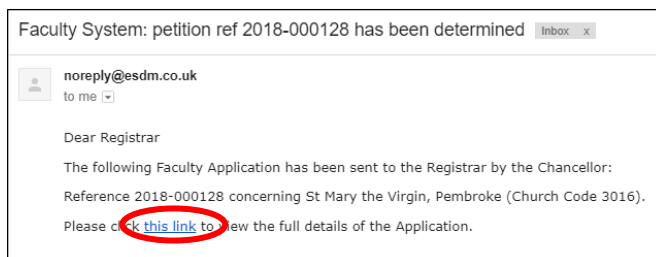 Faculty System: petition ref 2018-000128 has been determined Inbox x
noreply@esdm.co.uk
to me
Dear Registrar
The following Faculty Application has been sent to the Registrar by the Chancellor:
Reference 2018-000128 concerning St Mary the Virgin, Pembroke (Church Code 3016).
Please click this link to view the full details of the Application.